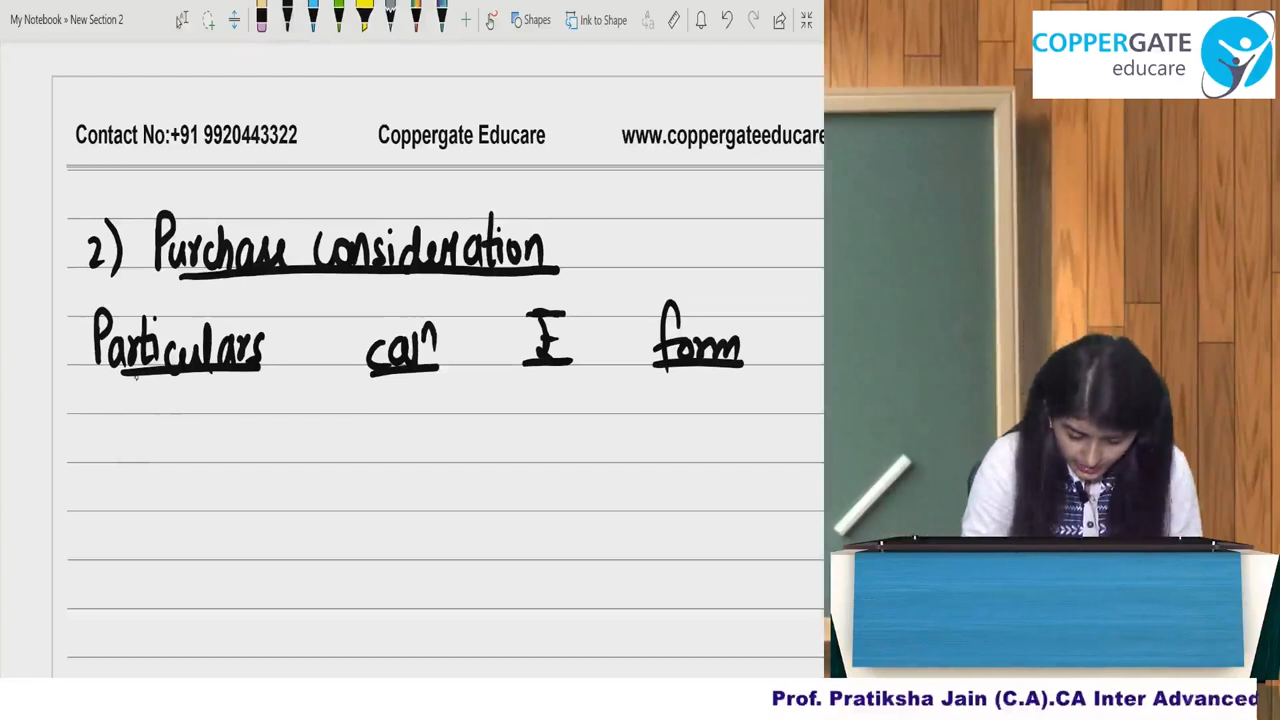 My Notebook » New Section 2
Shapes
Ink to Shape
COPPERGATE
educare
Contact No:+91 9920443322 Coppergate Educare www.coppergateeducare
2) Purchase consideration
Particulars calⁿ ₹ form
Prof. Pratiksha Jain (C.A).CA Inter Advanced